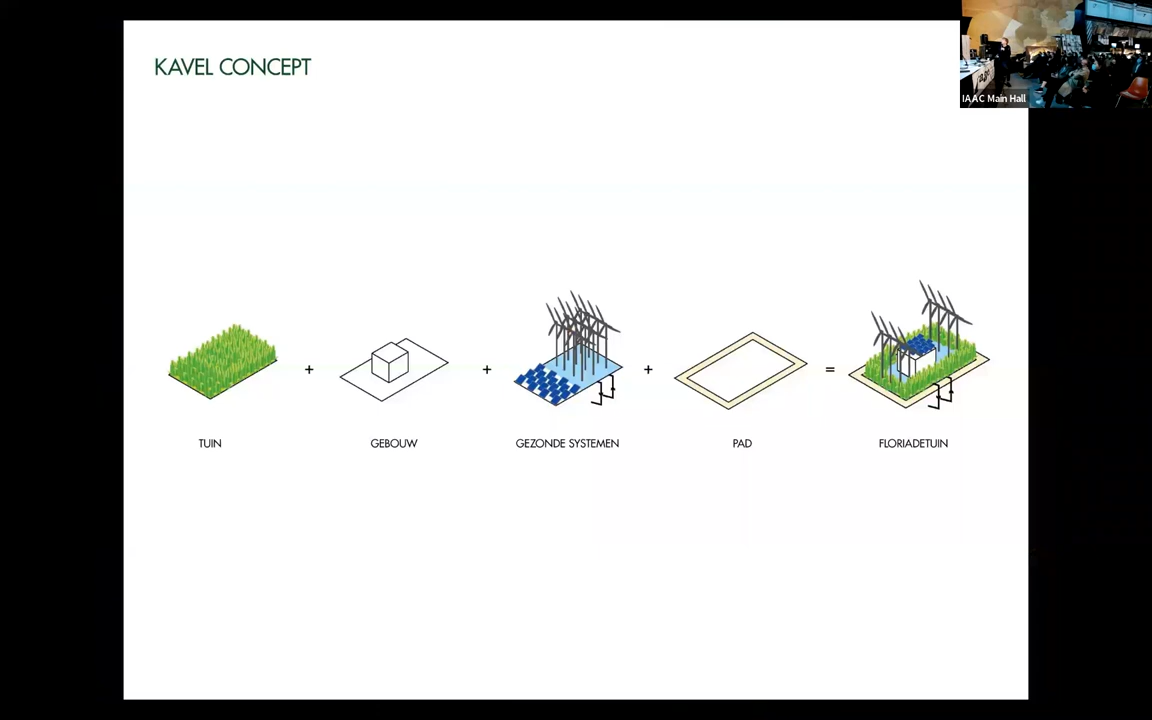 KAVEL CONCEPT
IAAC Main Hall
+ + + =
TUIN GEBOUW GEZONDE SYSTEMEN PAD FLORIADETUIN